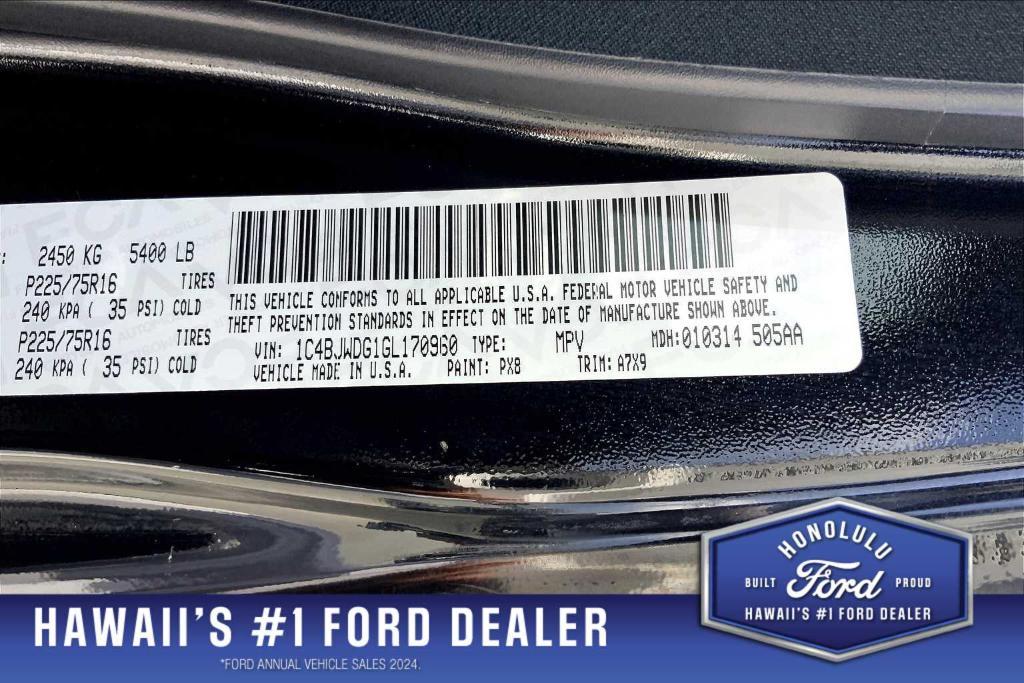 : 2450 KG 5400 LB
P225/75R16 TIRES
240 KPA ( 35 PSI) COLD
P225/75R16 TIRES
240 KPA ( 35 PSI) COLD
THIS VEHICLE CONFORMS TO ALL APPLICABLE U.S.A. FEDERAL MOTOR VEHICLE SAFETY AND
THEFT PREVENTION STANDARDS IN EFFECT ON THE DATE OF MANUFACTURE SHOWN ABOVE.
VIN: 1C4BJWDG1GL170960 TYPE: MPV MDH:010314 505AA
VEHICLE MADE IN U.S.A. PAINT: PX8 TRIM: A7X9
HONOLULU
BUILT Ford PROUD
HAWAII'S #1 FORD DEALER
HAWAII'S #1 FORD DEALER
*FORD ANNUAL VEHICLE SALES 2024.